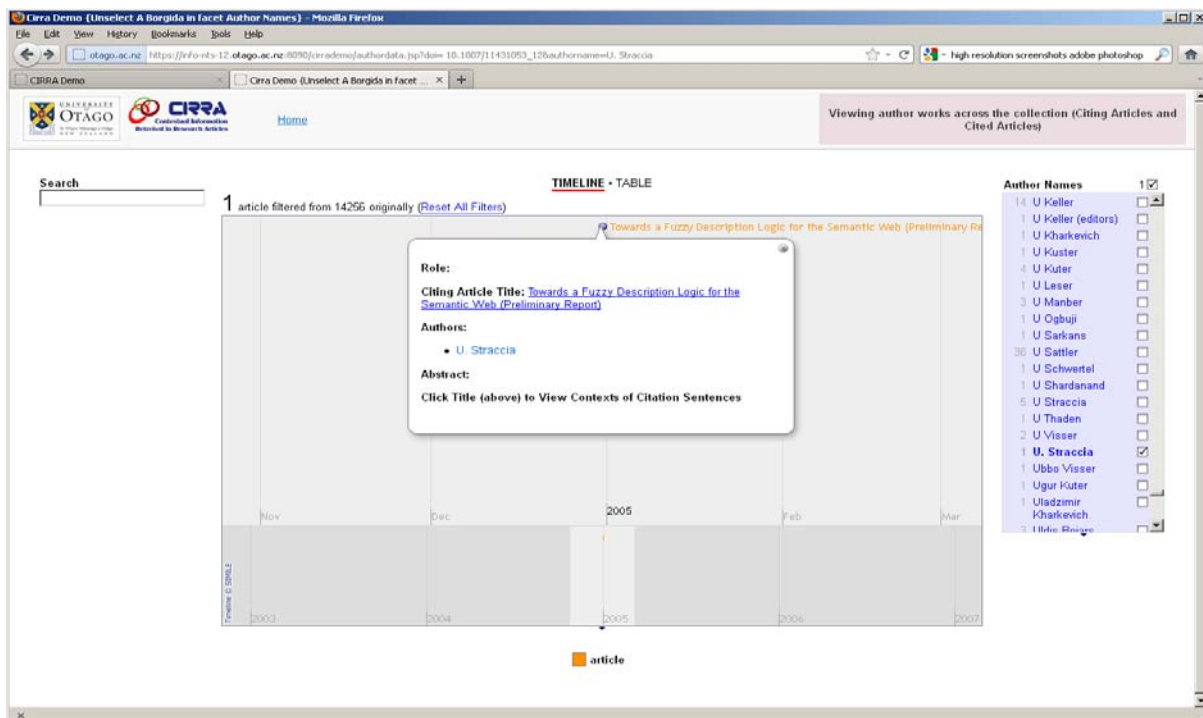 Cirra Demo {Unselect A Borgida in facet Author Names} - Mozilla Firefox
File Edit View History Bookmarks Tools Help
otago.ac.nz https://info-nts-12.otago.ac.nz:8090/cirrademo/authordata.jsp?doi= 10.1007/11431053_12&authorname=U. Straccia
high resolution screenshots adobe photoshop
CIRRA Demo
Cirra Demo {Unselect A Borgida in facet ...
UNIVERSITY of OTAGO
NEW ZEALAND
CIRRA
Contextual Information
Retrieval in Research Articles
Home
Viewing author works across the collection (Citing Articles and
Cited Articles)
Search
TIMELINE • TABLE
1 article filtered from 14256 originally (Reset All Filters)
Towards a Fuzzy Description Logic for the Semantic Web (Preliminary Re
Role:
Citing Article Title: Towards a Fuzzy Description Logic for the
Semantic Web (Preliminary Report)
Authors:
• U. Straccia
Abstract:
Click Title (above) to View Contexts of Citation Sentences
Nov Dec 2005 Feb Mar
Timeline © SIMILE
2003 2004 2005 2006 2007
article
Author Names 1
14 U Keller
1 U Keller (editors)
1 U Kharkevich
1 U Kuster
4 U Kuter
1 U Leser
3 U Manber
1 U Ogbuji
1 U Sarkans
36 U Sattler
1 U Schwertel
1 U Shardanand
5 U Straccia
1 U Thaden
2 U Visser
1 U. Straccia
1 Ubbo Visser
1 Ugur Kuter
1 Uladzimir
Kharkevich
3 Uldis Bojars